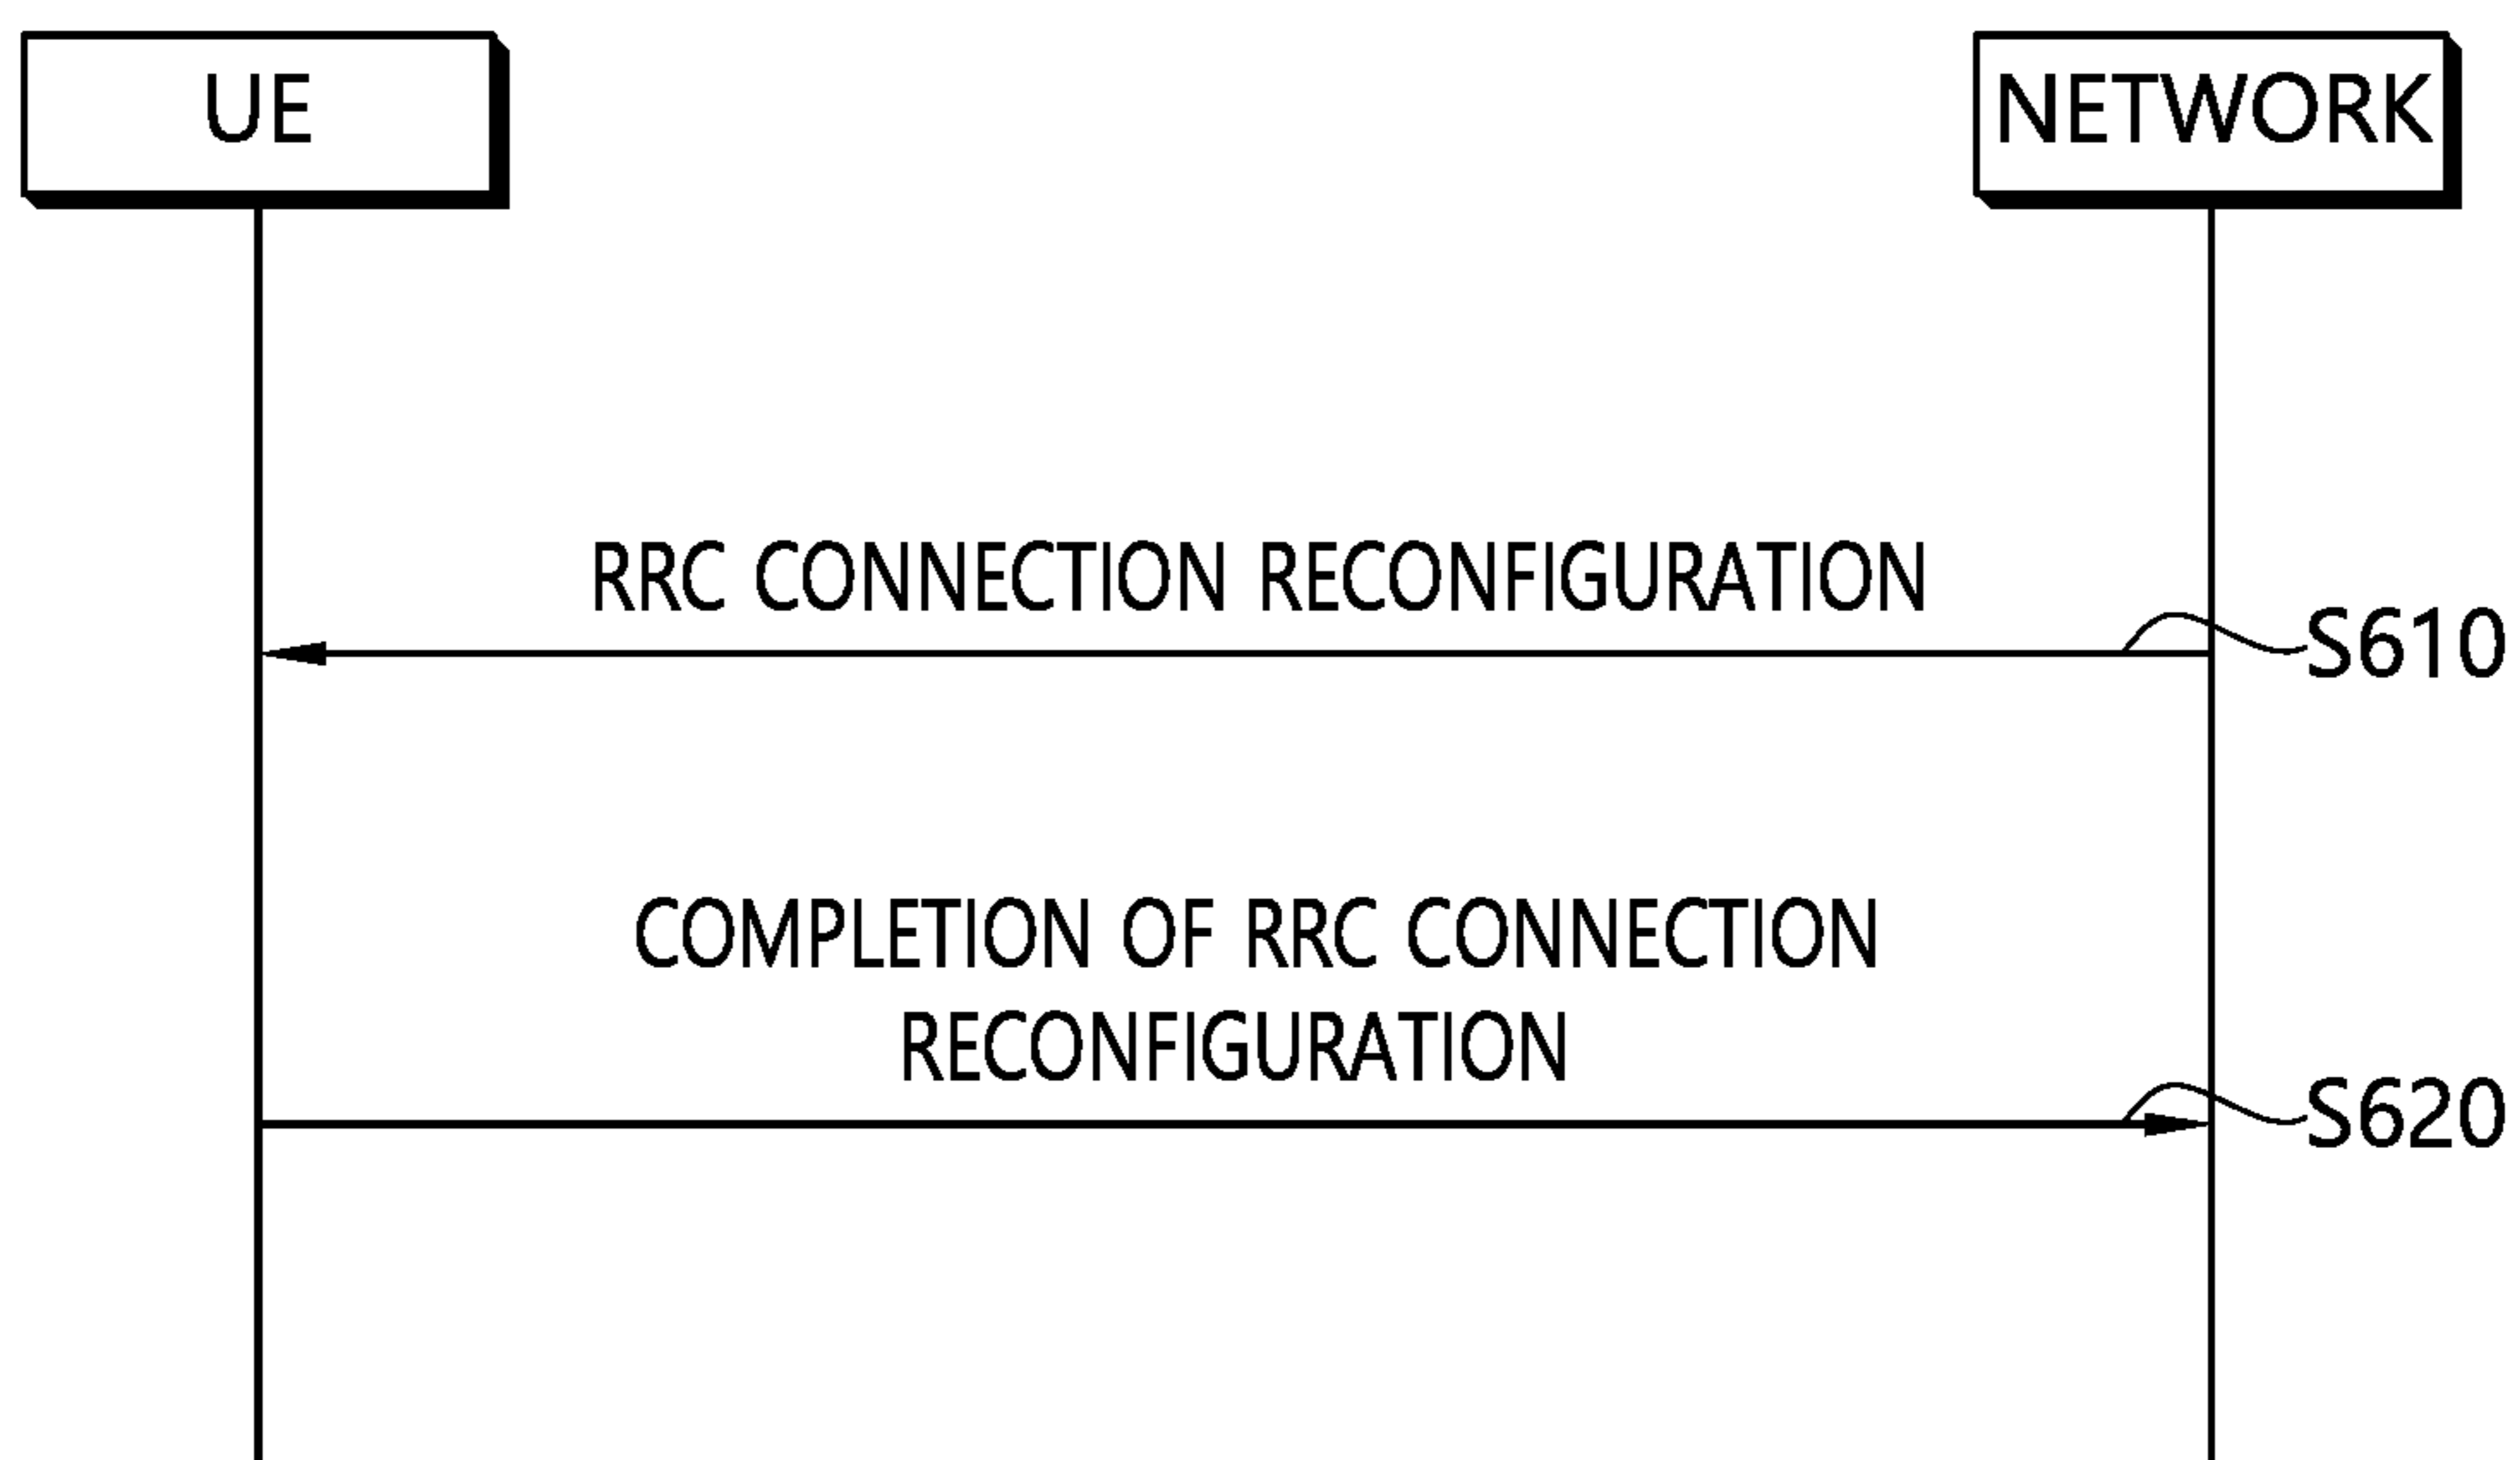 UE
NETWORK
RRC CONNECTION RECONFIGURATION
S610
COMPLETION OF RRC CONNECTION
RECONFIGURATION
S620